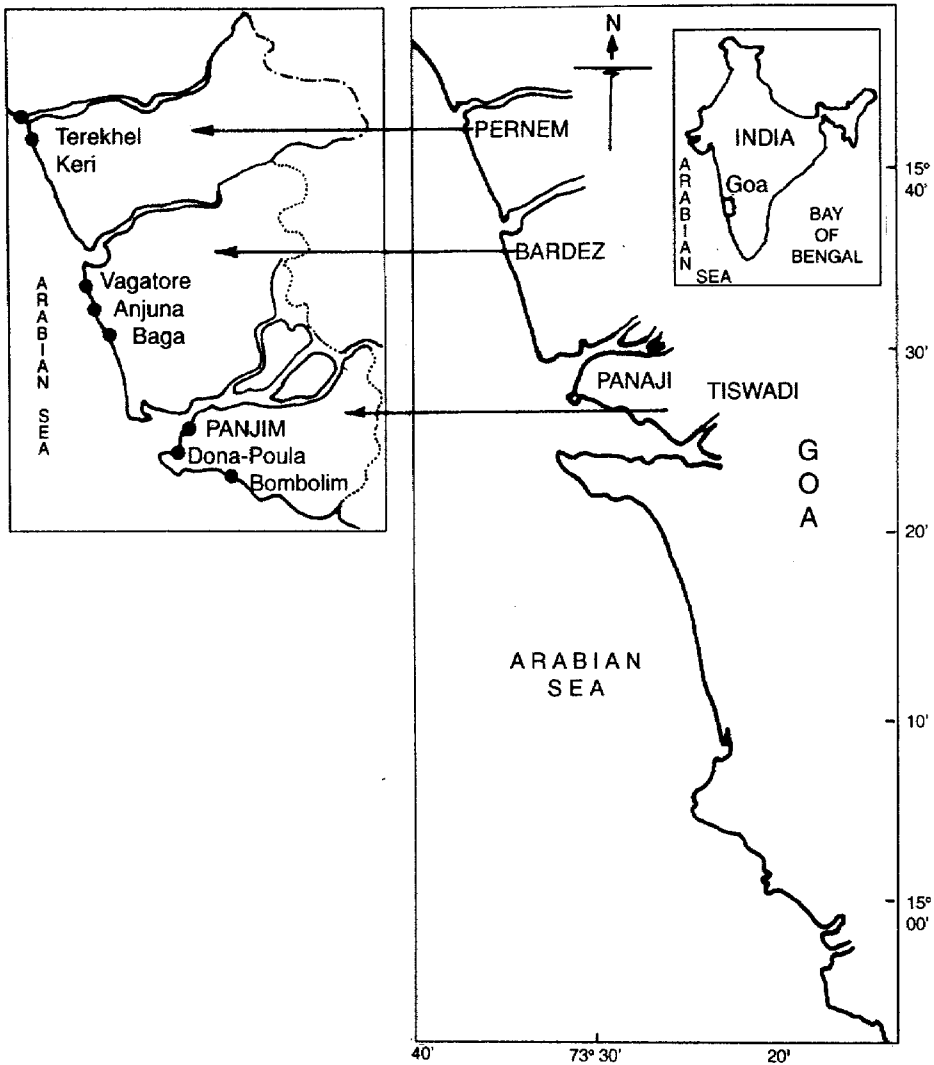 Terekhel
Keri
Vagatore
Anjuna
Baga
ARABIAN SEA
PANJIM
Dona-Poula
Bombolim
N
PERNEM
BARDEZ
PANAJI
TISWADI
GOA
ARABIAN
SEA
INDIA
Goa
ARABIAN
SEA
BAY
OF
BENGAL
15°
40'
30'
20'
10'
15°
00'
40'
73° 30'
20'